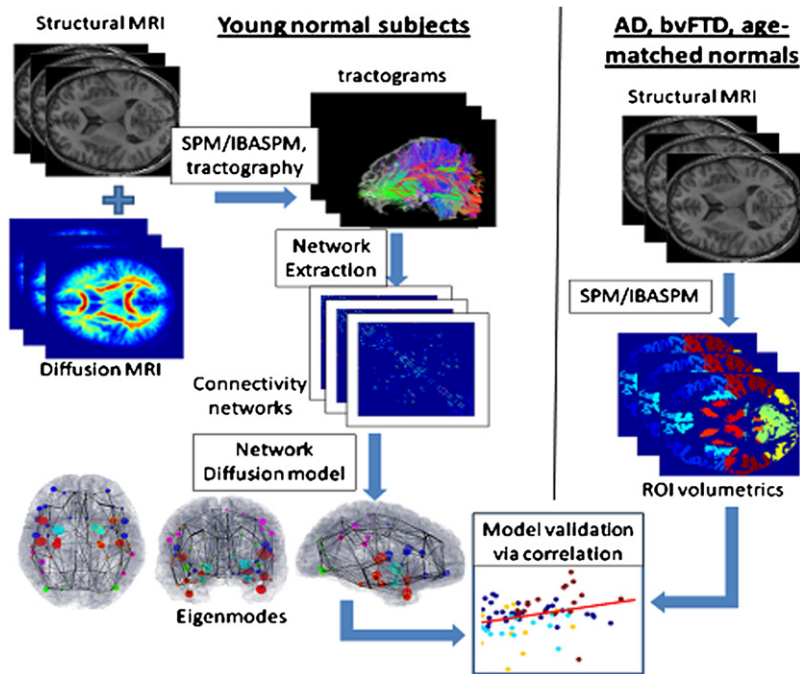 Structural MRI
Young normal subjects
tractograms
SPM/IBASPM,
tractography
Network
Extraction
Diffusion MRI
Connectivity
networks
Network
Diffusion model
Eigenmodes
AD, bvFTD, age-
matched normals
Structural MRI
SPM/IBASPM
ROI volumetrics
Model validation
via correlation